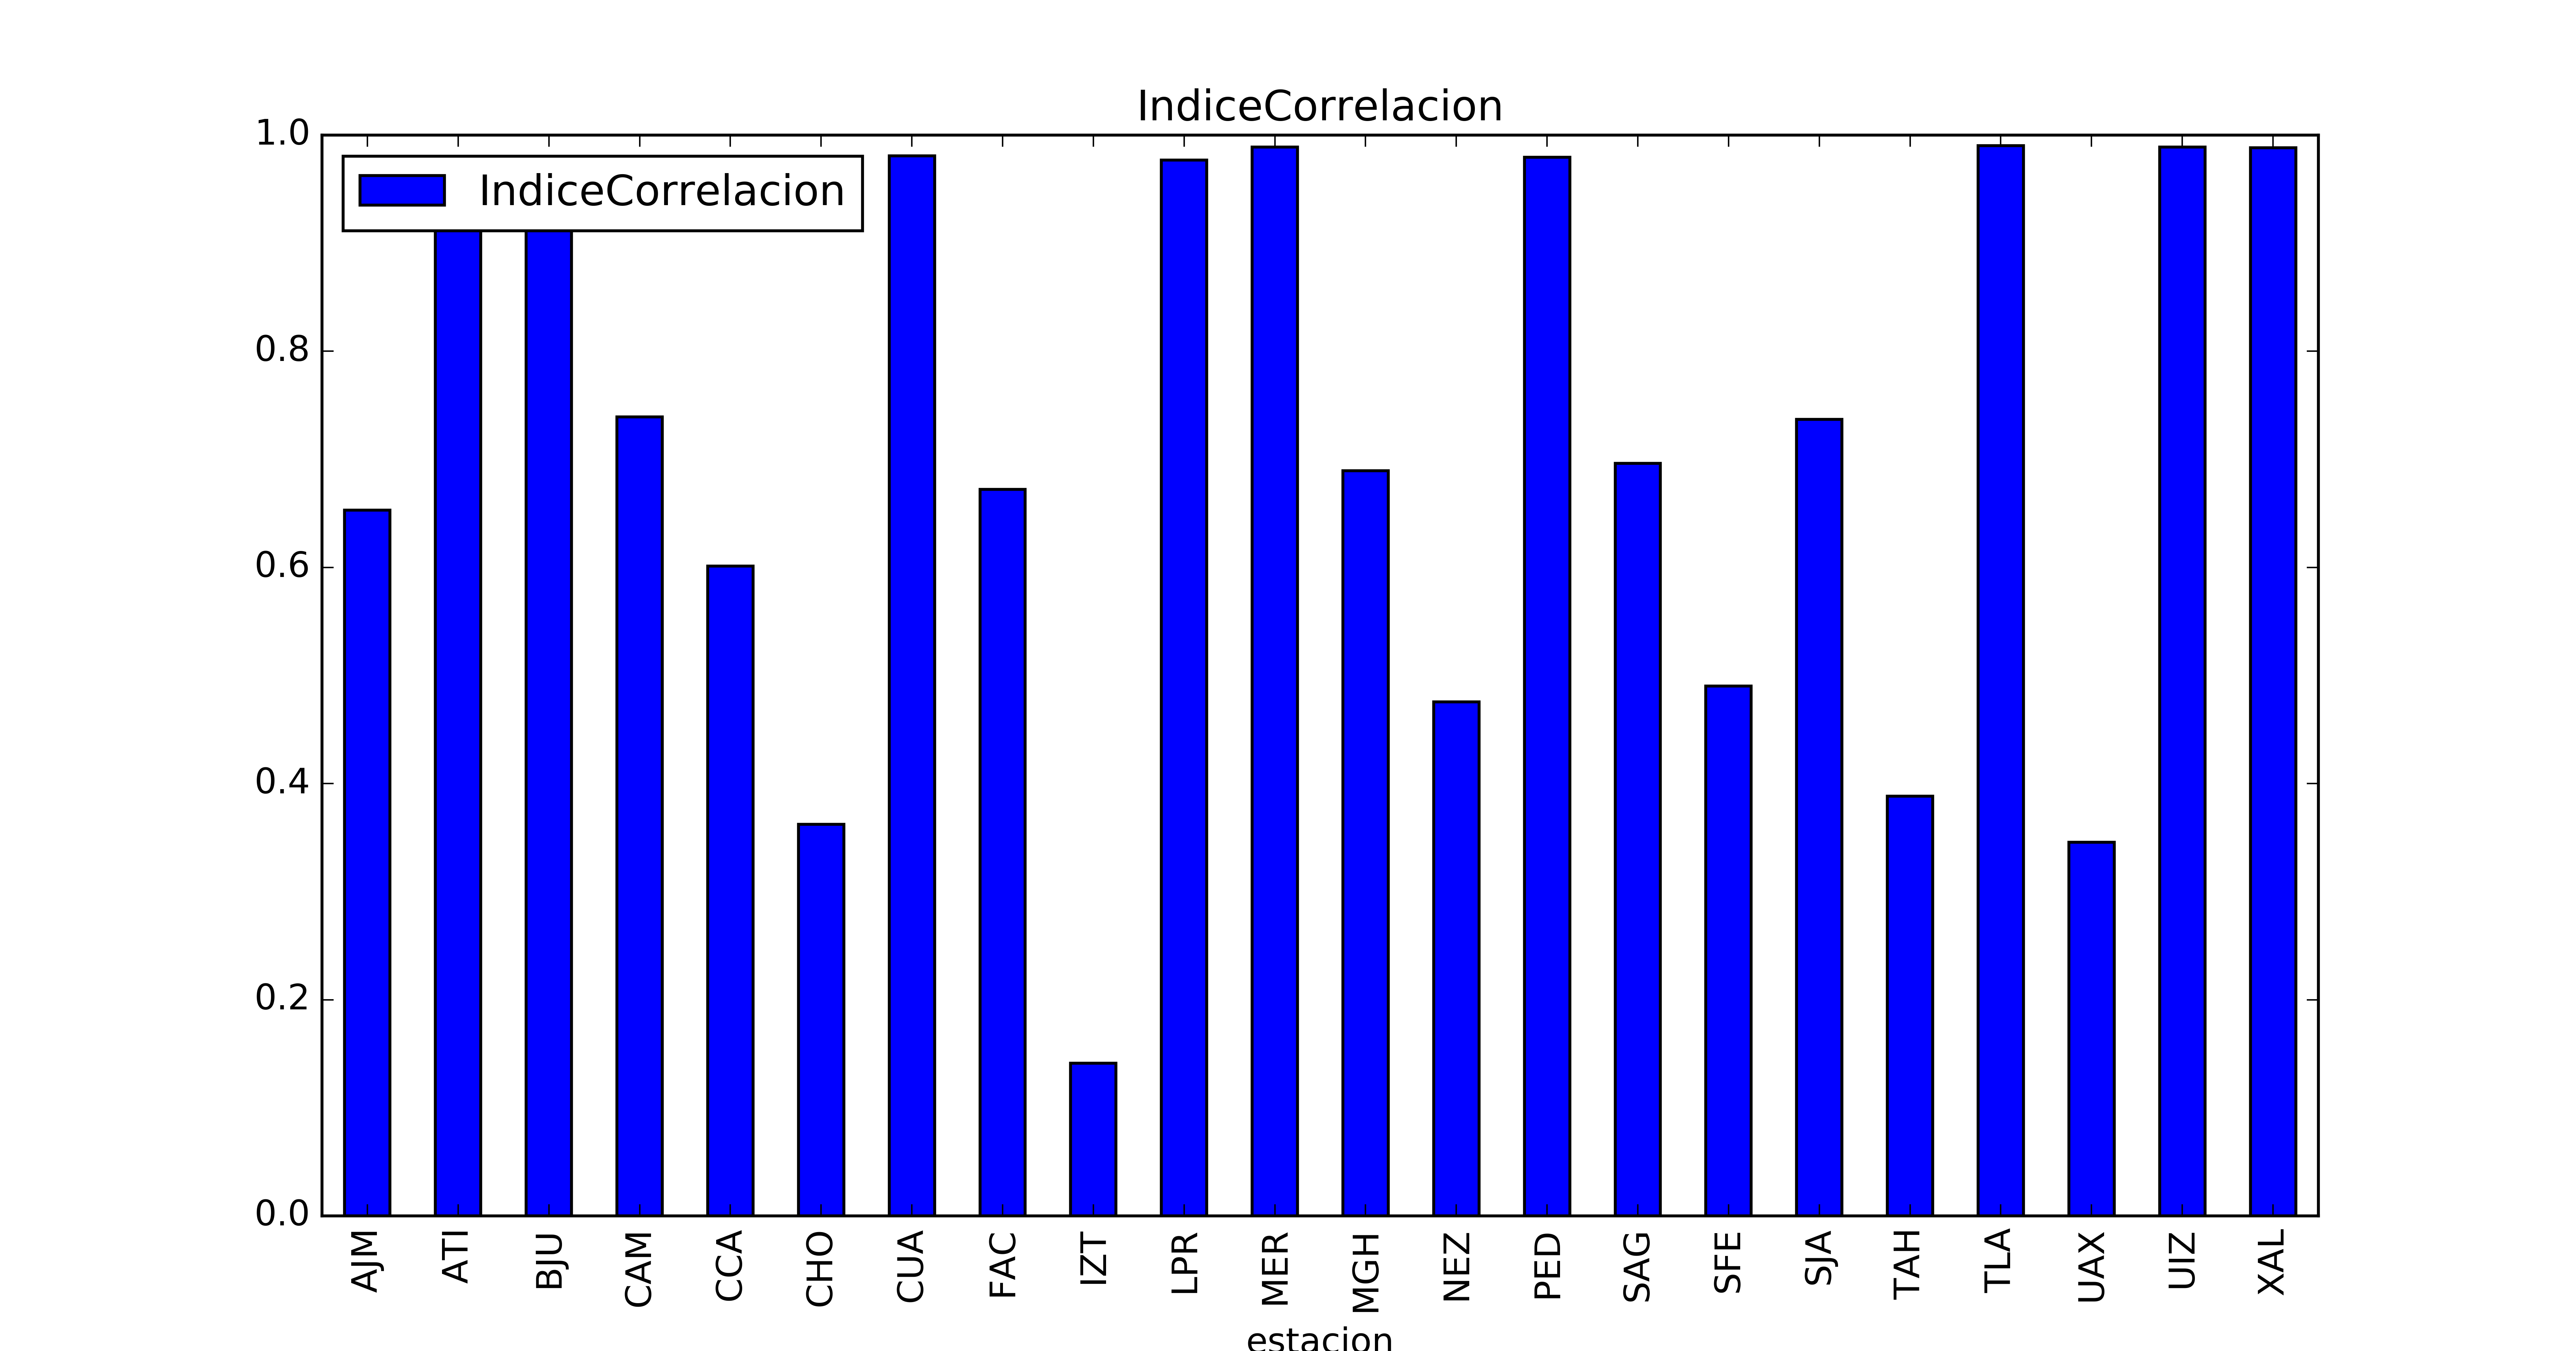 IndiceCorrelacion
1.0
IndiceCorrelacion
0.8
0.6
0.4
0.2
0.0
AJM
ATI
BJU
CAM
CCA
CHO
CUA
FAC
IZT
LPR
MER
MGH
NEZ
PED
SAG
SFE
SJA
TAH
TLA
UAX
UIZ
XAL
estacion